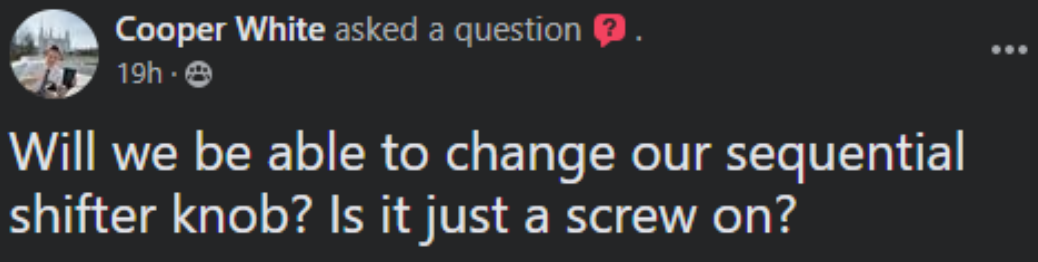 Cooper White asked a question ? .
19h ·
Will we be able to change our sequential
shifter knob? Is it just a screw on?